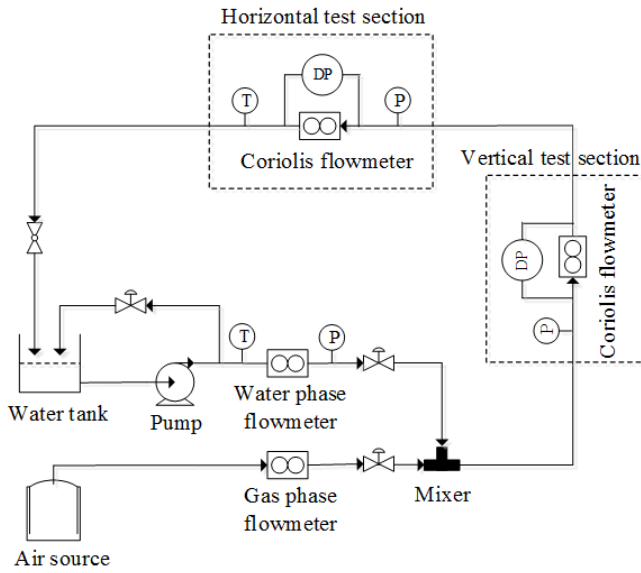 Horizontal test section
DP
T
P
Coriolis flowmeter
Vertical test section
DP
Coriolis flowmeter
P
T
P
Water tank
Pump
Water phase
flowmeter
Gas phase
flowmeter
Mixer
Air source